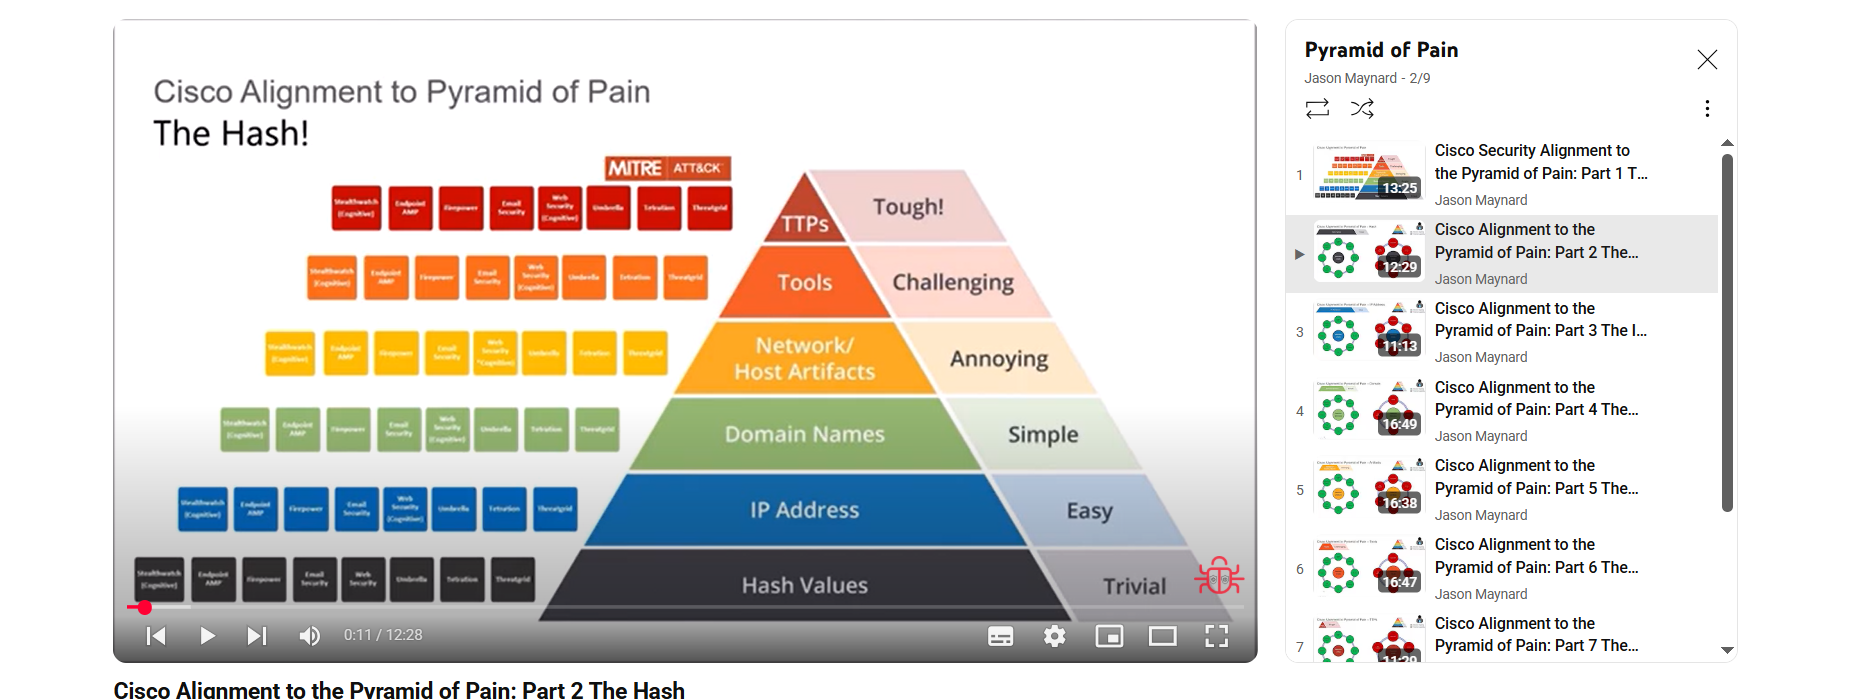 Cisco Alignment to Pyramid of Pain
The Hash!
MITRE ATT&CK
Stealthwatch (Cognitive) Endpoint AMP Firepower Email Security Web Security (Cognitive) Umbrella Tetration Threatgrid
TTPs
Tough!
Stealthwatch (Cognitive) Endpoint AMP Firepower Email Security Web Security (Cognitive) Umbrella Tetration Threatgrid
Tools
Challenging
Stealthwatch (Cognitive) Endpoint AMP Firepower Email Security Web Security (Cognitive) Umbrella Tetration Threatgrid
Network/
Host Artifacts
Annoying
Stealthwatch (Cognitive) Endpoint AMP Firepower Email Security Web Security (Cognitive) Umbrella Tetration Threatgrid
Domain Names
Simple
Stealthwatch (Cognitive) Endpoint AMP Firepower Email Security Web Security (Cognitive) Umbrella Tetration Threatgrid
IP Address
Easy
Stealthwatch (Cognitive) Endpoint AMP Firepower Email Security Web Security Umbrella Tetration Threatgrid
Hash Values
Trivial
0:11 / 12:28
Cisco Alignment to the Pyramid of Pain: Part 2 The Hash
Pyramid of Pain
Jason Maynard - 2/9
1
13:25
Cisco Security Alignment to
the Pyramid of Pain: Part 1 T...
Jason Maynard
12:29
Cisco Alignment to the
Pyramid of Pain: Part 2 The...
Jason Maynard
3
11:13
Cisco Alignment to the
Pyramid of Pain: Part 3 The I...
Jason Maynard
4
16:49
Cisco Alignment to the
Pyramid of Pain: Part 4 The...
Jason Maynard
5
16:38
Cisco Alignment to the
Pyramid of Pain: Part 5 The...
Jason Maynard
6
16:47
Cisco Alignment to the
Pyramid of Pain: Part 6 The...
Jason Maynard
7
Cisco Alignment to the
Pyramid of Pain: Part 7 The...